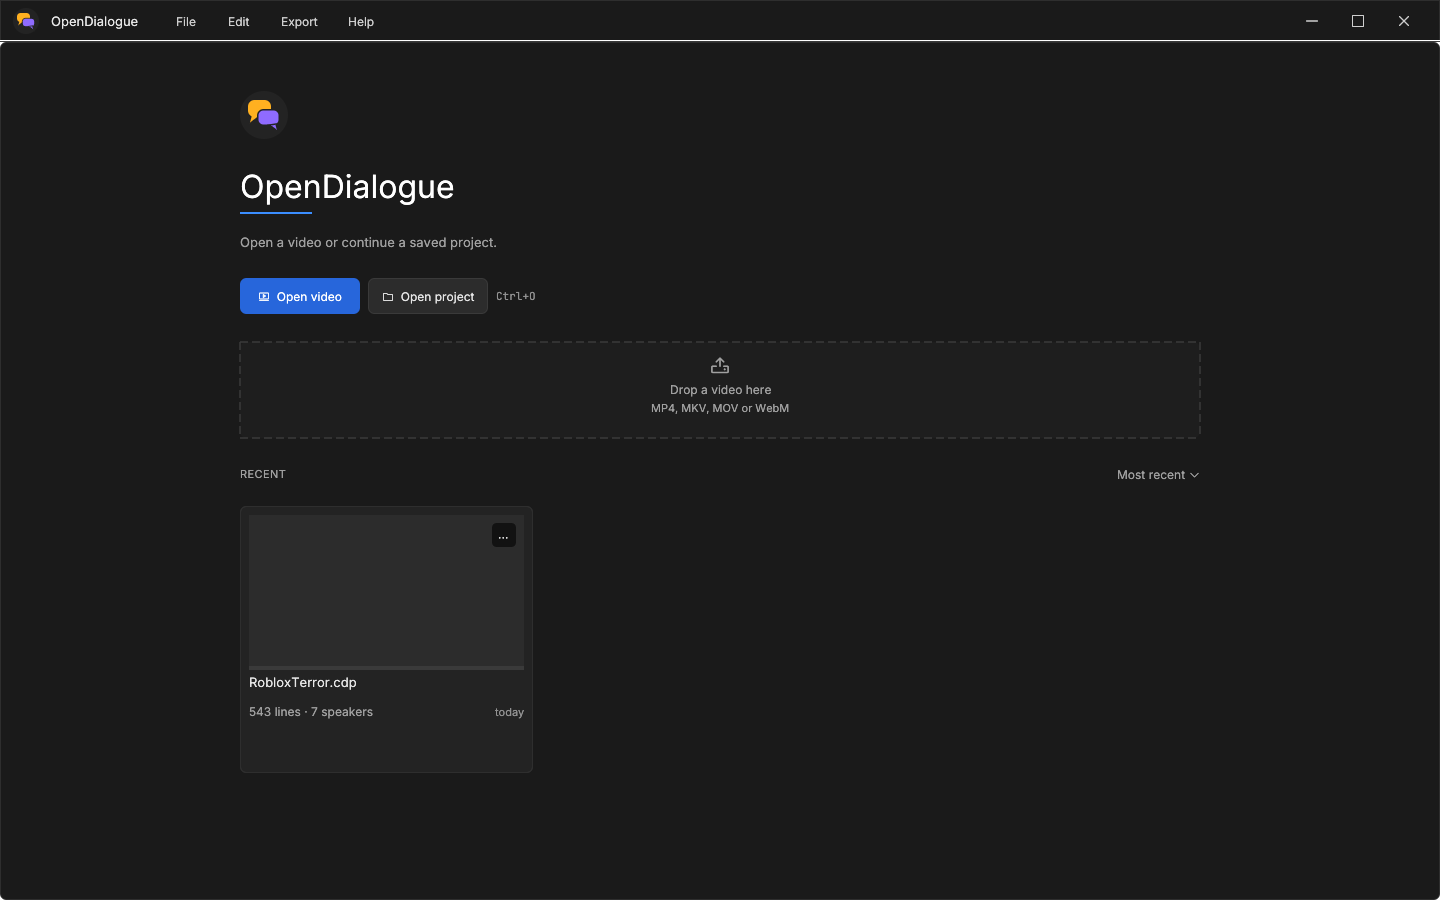 OpenDialogue File Edit Export Help
OpenDialogue
Open a video or continue a saved project.
Open video Open project Ctrl+O
Drop a video here
MP4, MKV, MOV or WebM
RECENT Most recent
...
RobloxTerror.cdp
543 lines · 7 speakers today